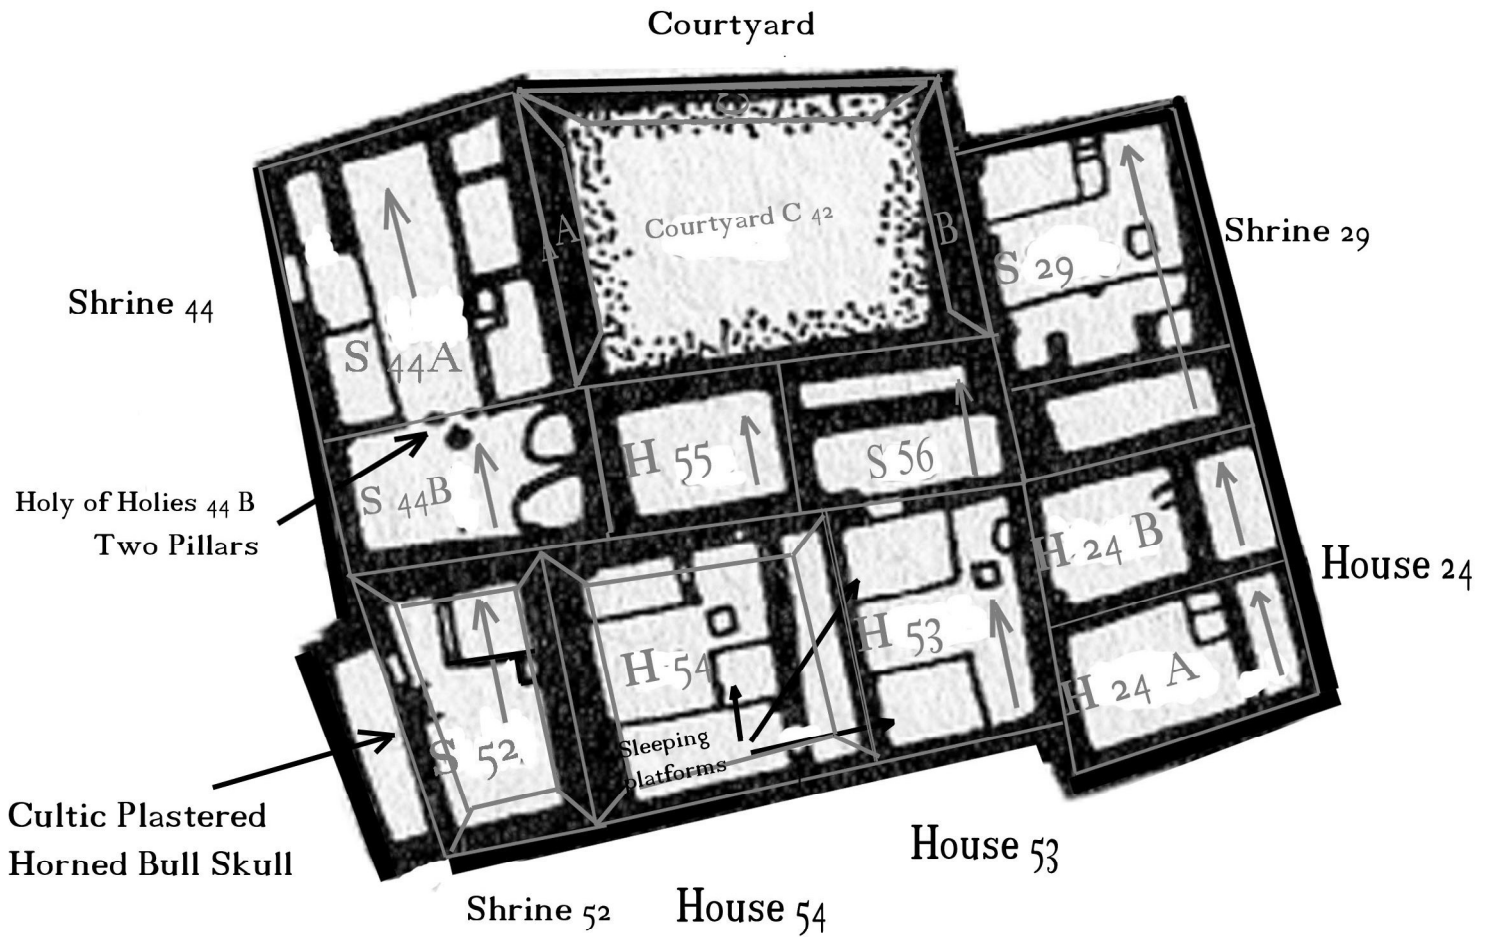 Courtyard
A
A
Courtyard C 42
B
S 29
Shrine 29
Shrine 44
S 44A
H 55
S 56
S 44B
Holy of Holies 44 B
Two Pillars
H 24 B
House 24
H 53
H 54
H 24 A
S 52
Sleeping
platforms
Cultic Plastered
Horned Bull Skull
House 53
Shrine 52
House 54